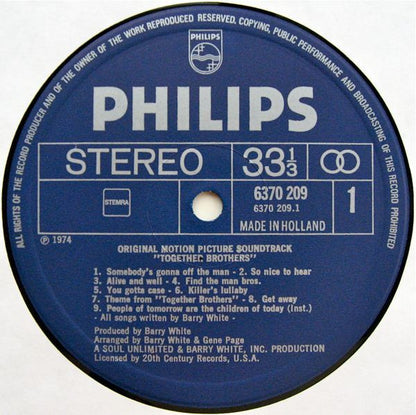 ALL RIGHTS OF THE RECORD PRODUCER AND OF THE OWNER OF THE WORK REPRODUCED RESERVED. COPYING, PUBLIC PERFORMANCE AND BROADCASTING OF THIS RECORD PROHIBITED
PHILIPS
PHILIPS
STEREO 33 1/3
STEMRA 6370 209 1
6370 209.1
MADE IN HOLLAND
℗ 1974
ORIGINAL MOTION PICTURE SOUNDTRACK
"TOGETHER BROTHERS"
1. Somebody's gonna off the man - 2. So nice to hear
3. Alive and well - 4. Find the man bros.
5. You gotta case - 6. Killer's lullaby
7. Theme from "Together Brothers" - 8. Get away
9. People of tomorrow are the children of today (Inst.)
- All songs written by Barry White -
Produced by Barry White
Arranged by Barry White & Gene Page
A SOUL UNLIMITED & BARRY WHITE, INC. PRODUCTION
Licensed by 20th Century Records, U.S.A.